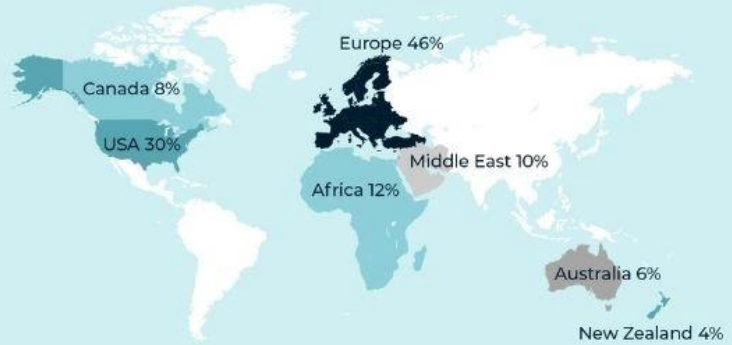 Europe 46%
Canada 8%
USA 30%
Middle East 10%
Africa 12%
Australia 6%
New Zealand 4%